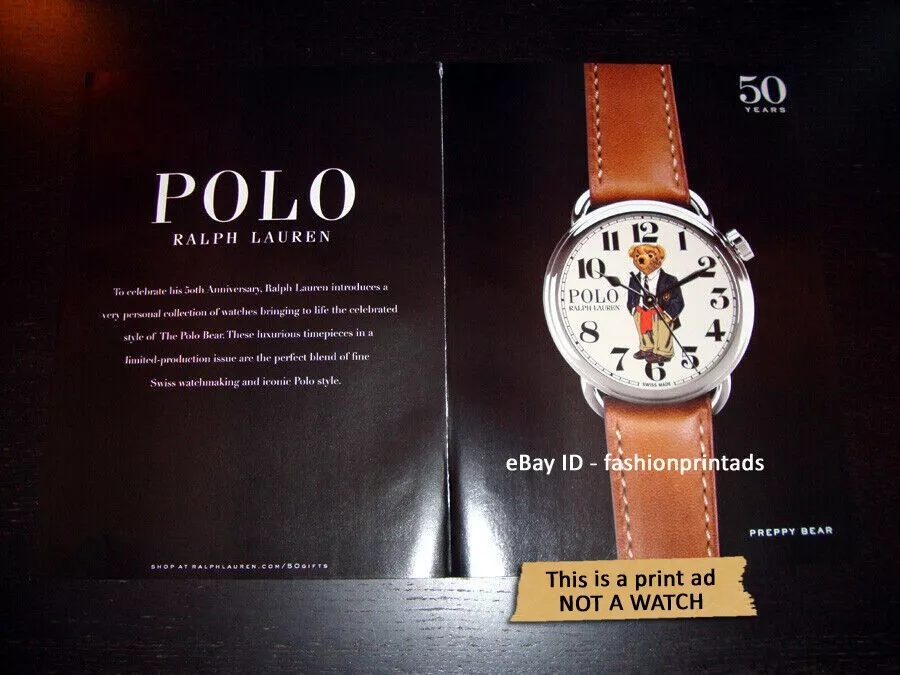 POLO
RALPH LAUREN
To celebrate his 50th Anniversary, Ralph Lauren introduces a
very personal collection of watches bringing to life the celebrated
style of The Polo Bear. These luxurious timepieces in a
limited-production issue are the perfect blend of fine
Swiss watchmaking and iconic Polo style.
SHOP AT RALPHLAUREN.COM/50GIFTS
50
YEARS
12
1
2
3
4
5
6
7
8
10
11
POLO
RALPH LAUREN
SWISS MADE
eBay ID - fashionprintads
PREPPY BEAR
This is a print ad
NOT A WATCH